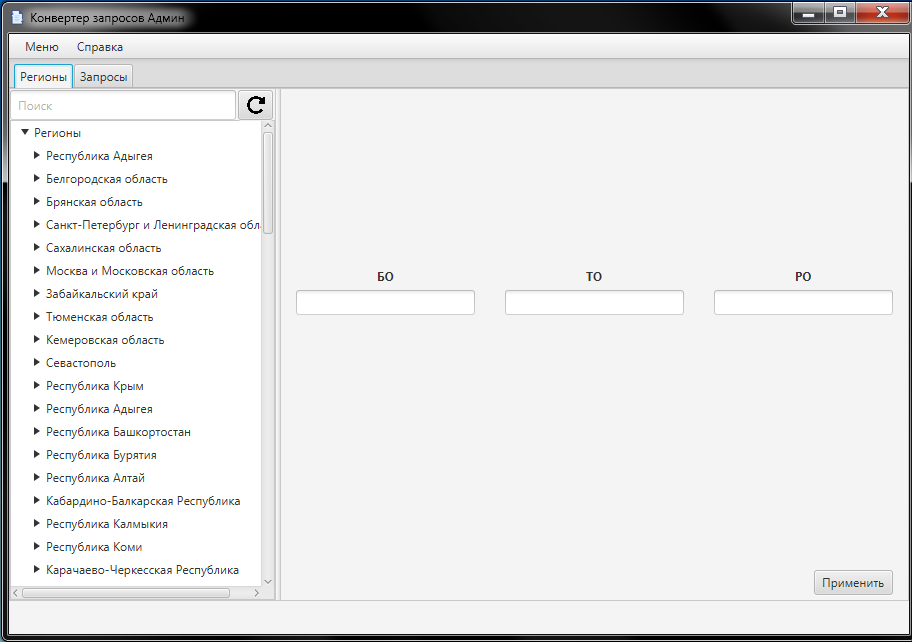 Конвертер запросов Админ
Меню Справка
Регионы Запросы
Поиск
Регионы
Республика Адыгея
Белгородская область
Брянская область
Санкт-Петербург и Ленинградская обл
Сахалинская область
Москва и Московская область
Забайкальский край
Тюменская область
Кемеровская область
Севастополь
Республика Крым
Республика Адыгея
Республика Башкортостан
Республика Бурятия
Республика Алтай
Кабардино-Балкарская Республика
Республика Калмыкия
Республика Коми
Карачаево-Черкесская Республика
БО ТО РО
Применить